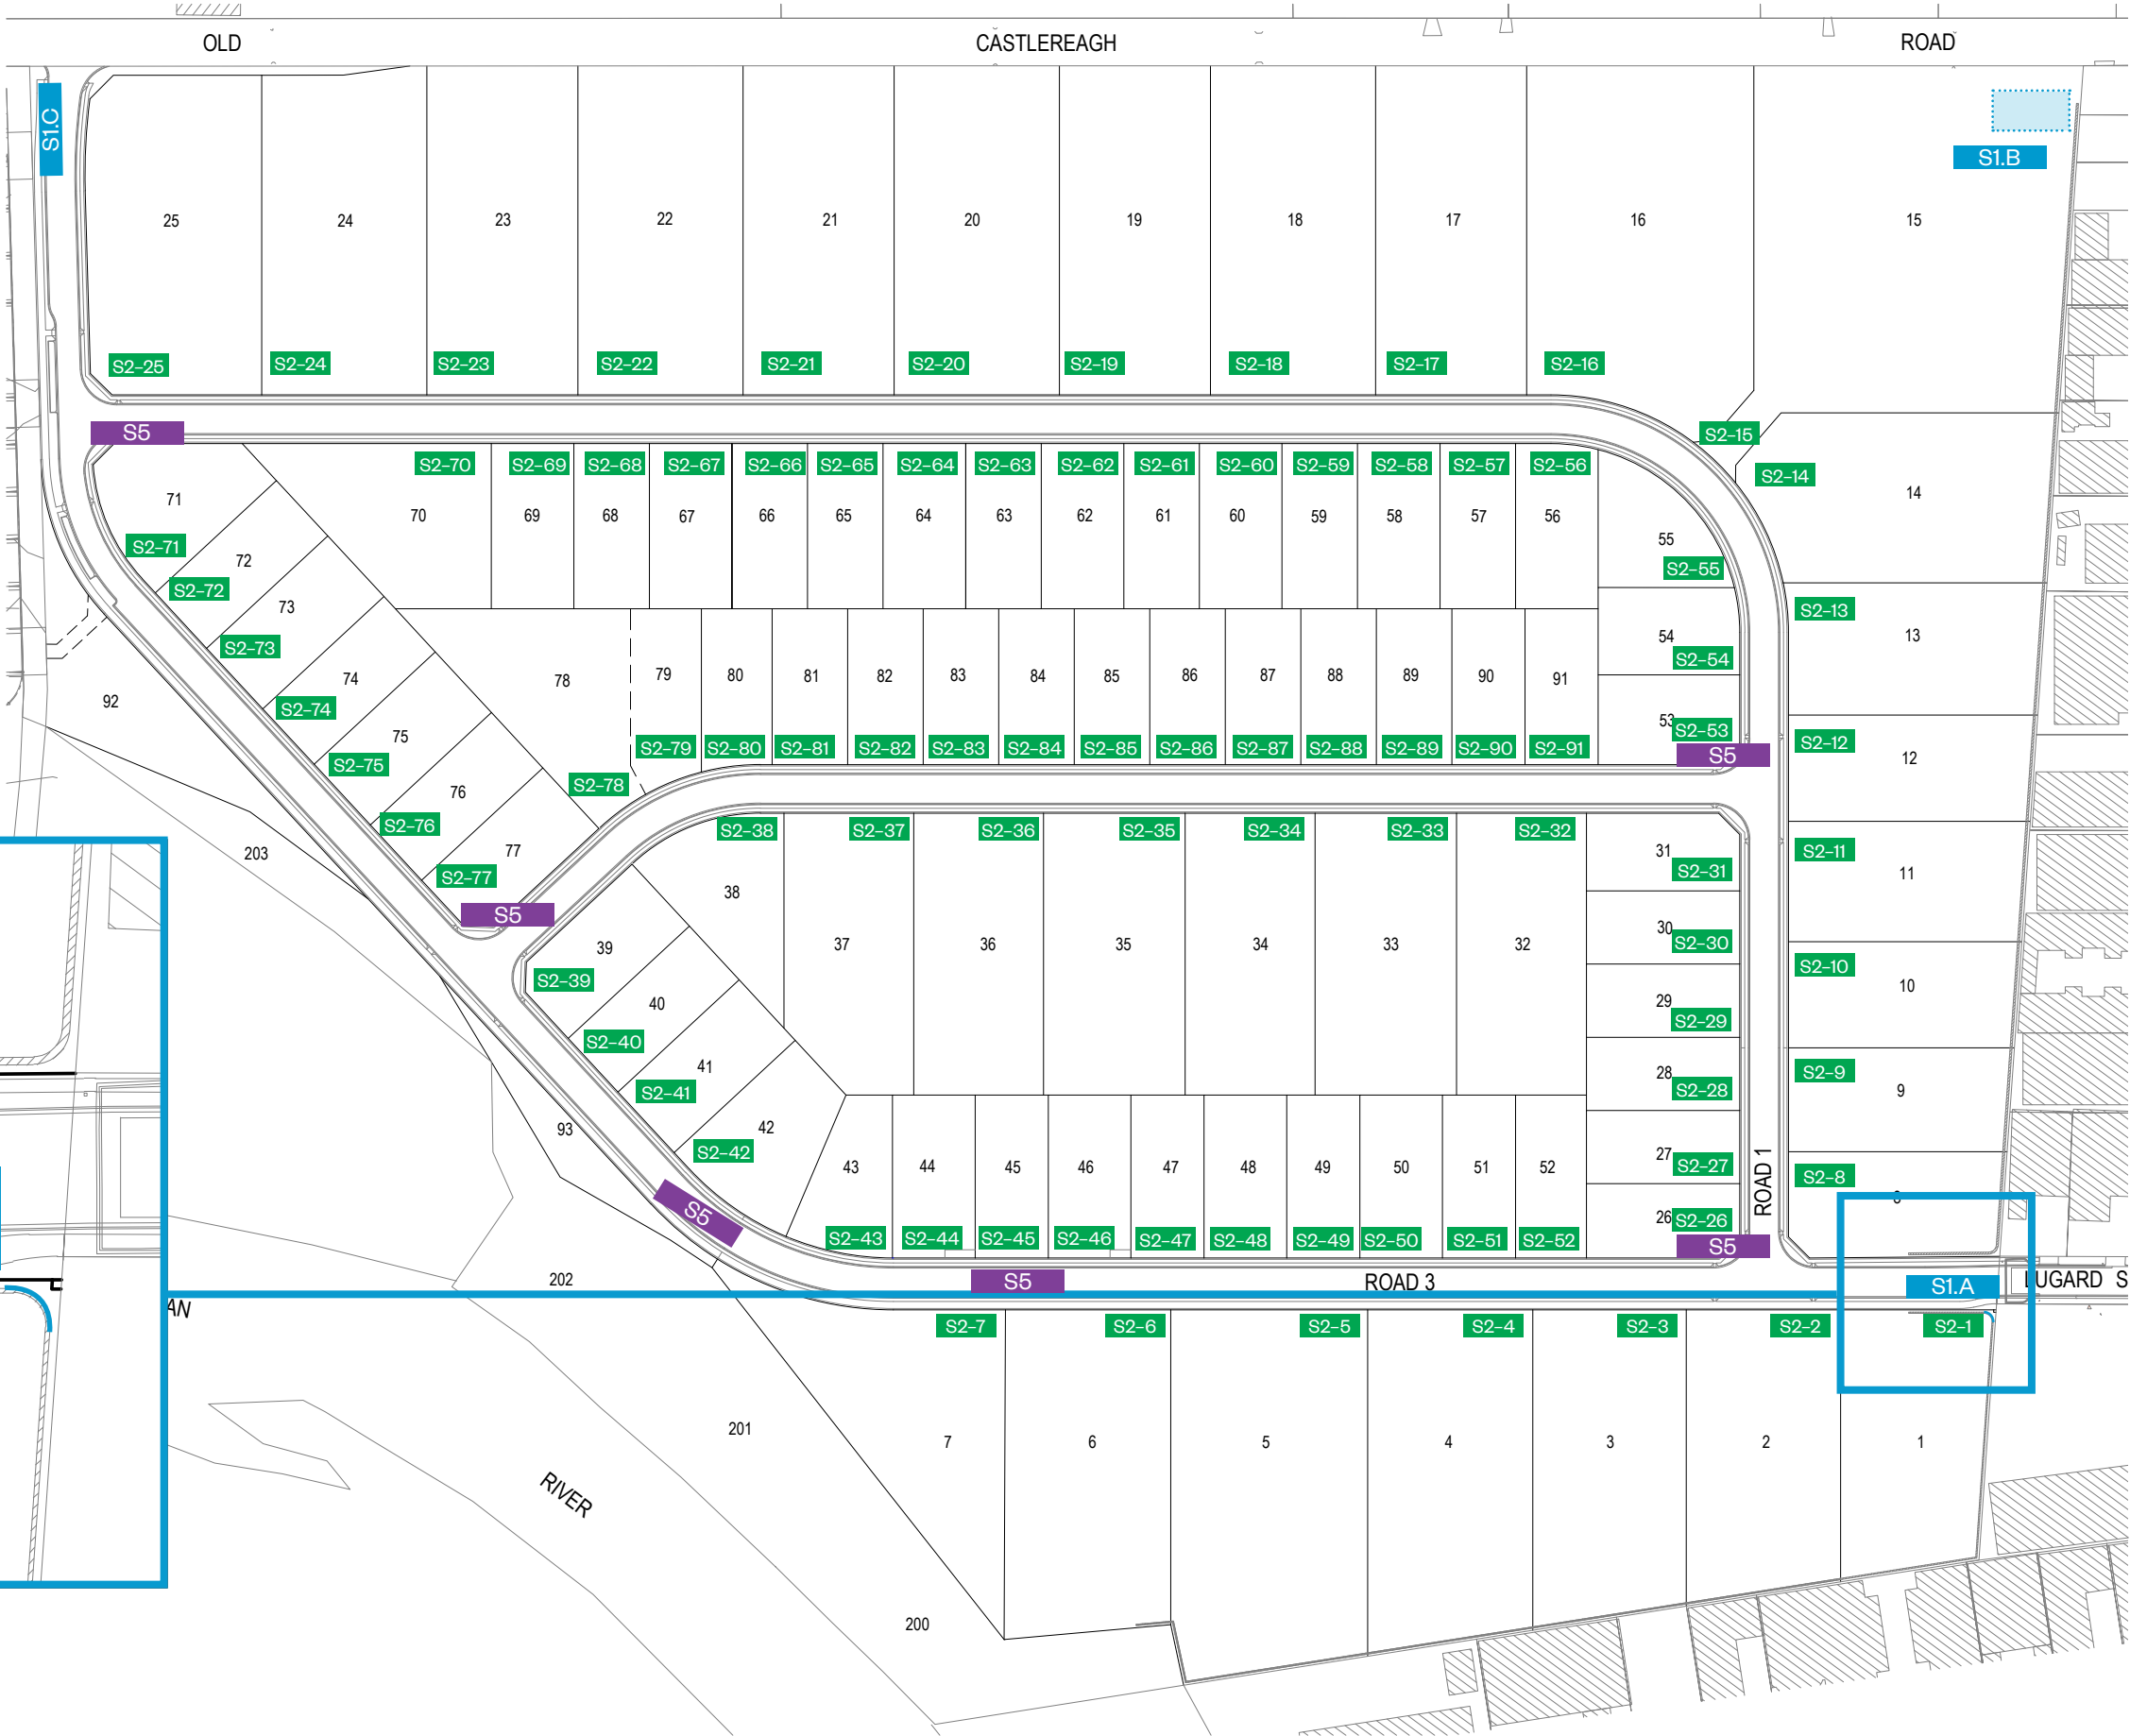 OLD CASTLEREAGH ROAD
S1.C
S1.B
25 24 23 22 21 20 19 18 17 16 15
S2-25 S2-24 S2-23 S2-22 S2-21 S2-20 S2-19 S2-18 S2-17 S2-16
S5 S2-15
S2-70 S2-69 S2-68 S2-67 S2-66 S2-65 S2-64 S2-63 S2-62 S2-61 S2-60 S2-59 S2-58 S2-57 S2-56 S2-14
71 70 69 68 67 66 65 64 63 62 61 60 59 58 57 56 14
S2-71 72 55
S2-72 S2-55
73 S2-13
S2-73 54 13
S2-54
92 74 78 79 80 81 82 83 84 85 86 87 88 89 90 91
S2-74
75 53 S2-53 S2-12
S2-75 S2-79 S2-80 S2-81 S2-82 S2-83 S2-84 S2-85 S2-86 S2-87 S2-88 S2-89 S2-90 S2-91 S5 12
76 S2-78
S2-76 S2-38 S2-37 S2-36 S2-35 S2-34 S2-33 S2-32
203 77 31 S2-11
S2-77 38 S2-31 11
S5
39 37 36 35 34 33 32 30 S2-30
S2-39 S2-10
40 29 10
S2-40 S2-29
41 28 S2-9
S2-41 S2-28 9
93 42
S2-42 43 44 45 46 47 48 49 50 51 52 27 S2-27 S2-8
ROAD 1
S5 26 S2-26
S2-43 S2-44 S2-45 S2-46 S2-47 S2-48 S2-49 S2-50 S2-51 S2-52 S5
202 S5 ROAD 3 S1.A LUGARD S
AN
S2-7 S2-6 S2-5 S2-4 S2-3 S2-2 S2-1
201 7 6 5 4 3 2 1
RIVER
200